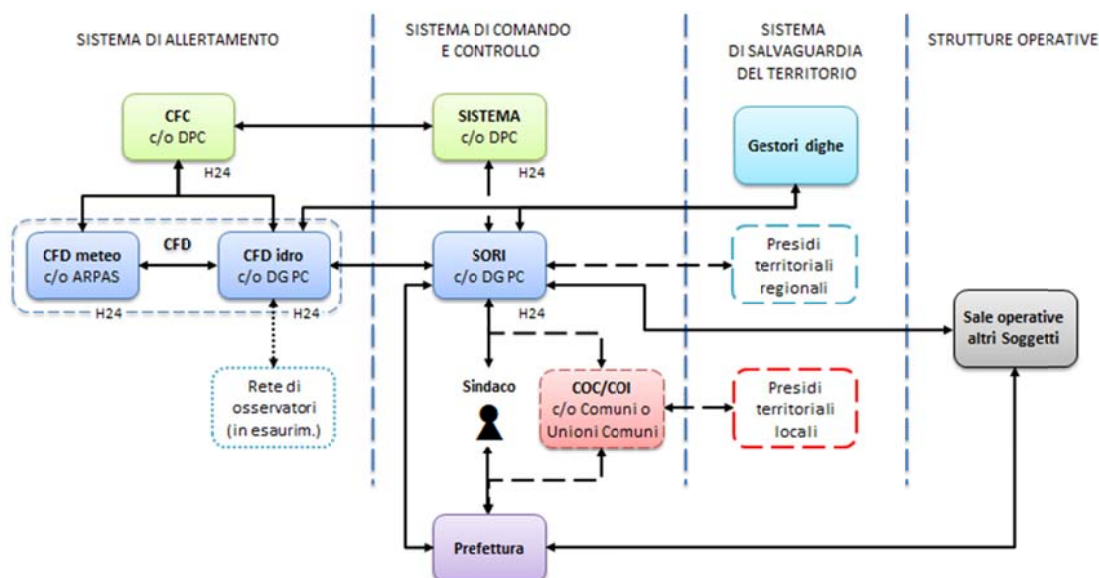 SISTEMA DI ALLERTAMENTO
SISTEMA DI COMANDO
E CONTROLLO
SISTEMA
DI SALVAGUARDIA
DEL TERRITORIO
STRUTTURE OPERATIVE
CFC
c/o DPC
H24
SISTEMA
c/o DPC
H24
Gestori dighe
CFD meteo
c/o ARPAS
H24
CFD
CFD idro
c/o DG PC
H24
SORI
c/o DG PC
H24
Presidi
territoriali
regionali
Sale operative
altri Soggetti
Rete di
osservatori
(in esaurim.)
Sindaco
COC/COI
c/o Comuni o
Unioni Comuni
Presidi
territoriali
locali
Prefettura